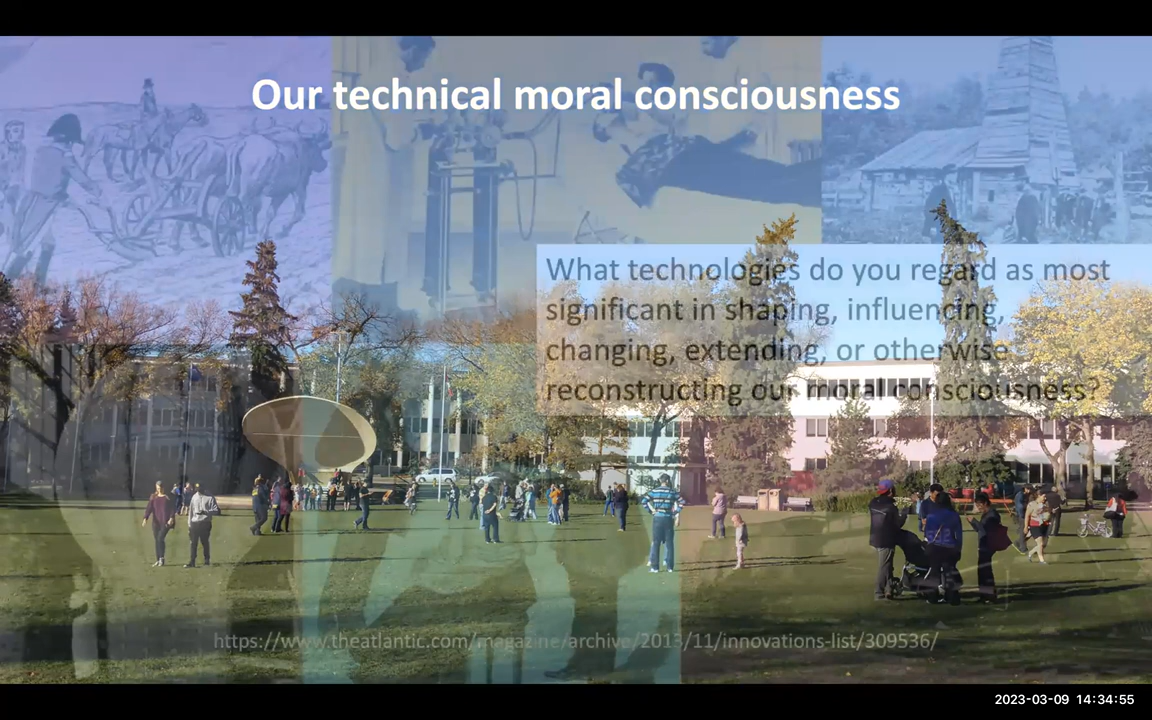 Our technical moral consciousness
What technologies do you regard as most
significant in shaping, influencing,
changing, extending, or otherwise
reconstructing our moral consciousness?
https://www.theatlantic.com/magazine/archive/2013/11/innovations-list/309536/
2023-03-09 14:34:55